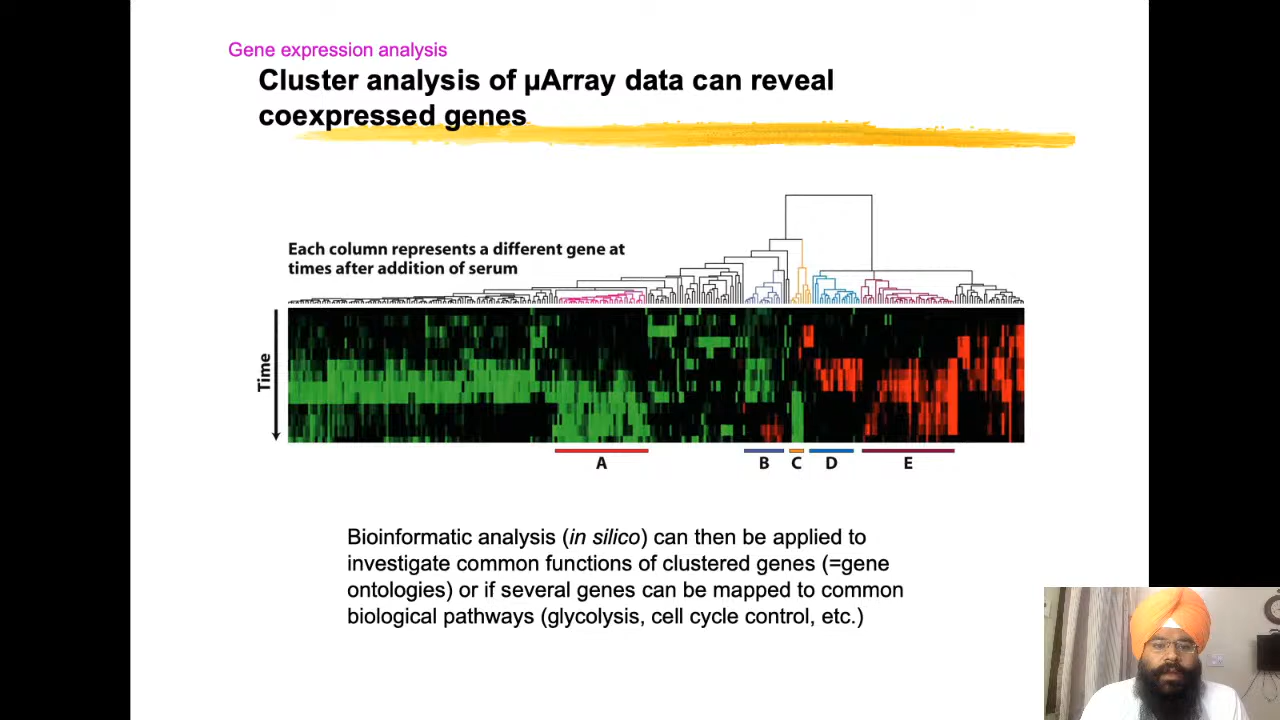 Gene expression analysis
Cluster analysis of µArray data can reveal
coexpressed genes
Each column represents a different gene at
times after addition of serum
Time
A
B
C
D
E
Bioinformatic analysis (in silico) can then be applied to
investigate common functions of clustered genes (=gene
ontologies) or if several genes can be mapped to common
biological pathways (glycolysis, cell cycle control, etc.)